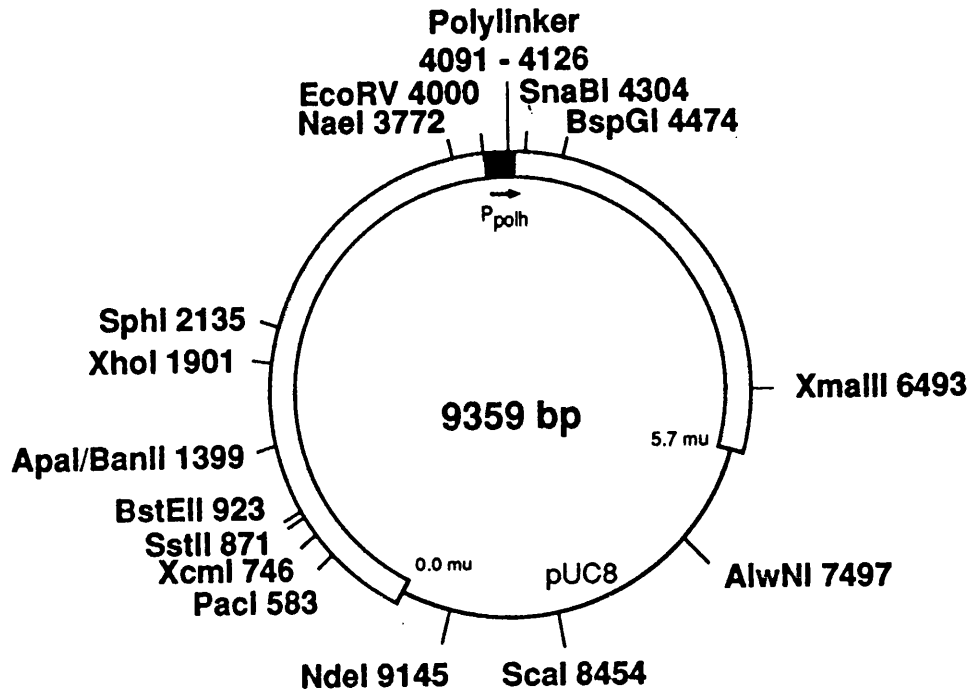 Polylinker
4091 - 4126
EcoRV 4000
SnaBI 4304
NaeI 3772
BspGI 4474
Ppolh
SphI 2135
XhoI 1901
XmaIII 6493
9359 bp
5.7 mu
ApaI/BanII 1399
BstEII 923
SstII 871
XcmI 746
PacI 583
0.0 mu
pUC8
AlwNI 7497
NdeI 9145
ScaI 8454